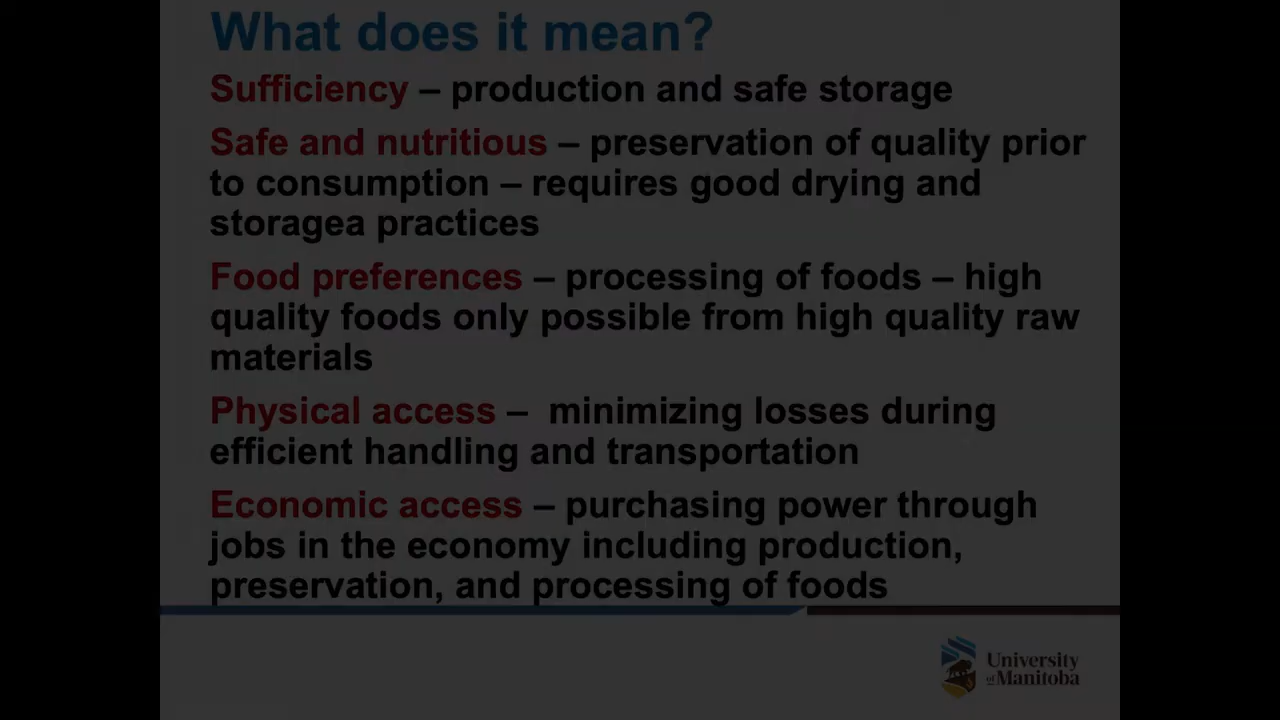 What does it mean?
Sufficiency – production and safe storage
Safe and nutritious – preservation of quality prior
to consumption – requires good drying and
storagea practices
Food preferences – processing of foods – high
quality foods only possible from high quality raw
materials
Physical access –  minimizing losses during
efficient handling and transportation
Economic access – purchasing power through
jobs in the economy including production,
preservation, and processing of foods
University
of Manitoba